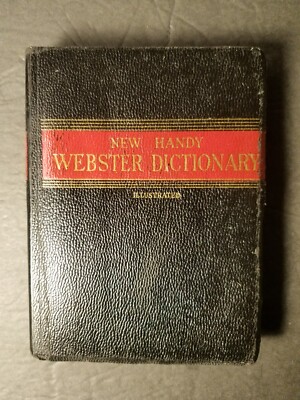 NEW HANDY
WEBSTER DICTIONARY
ILLUSTRATED